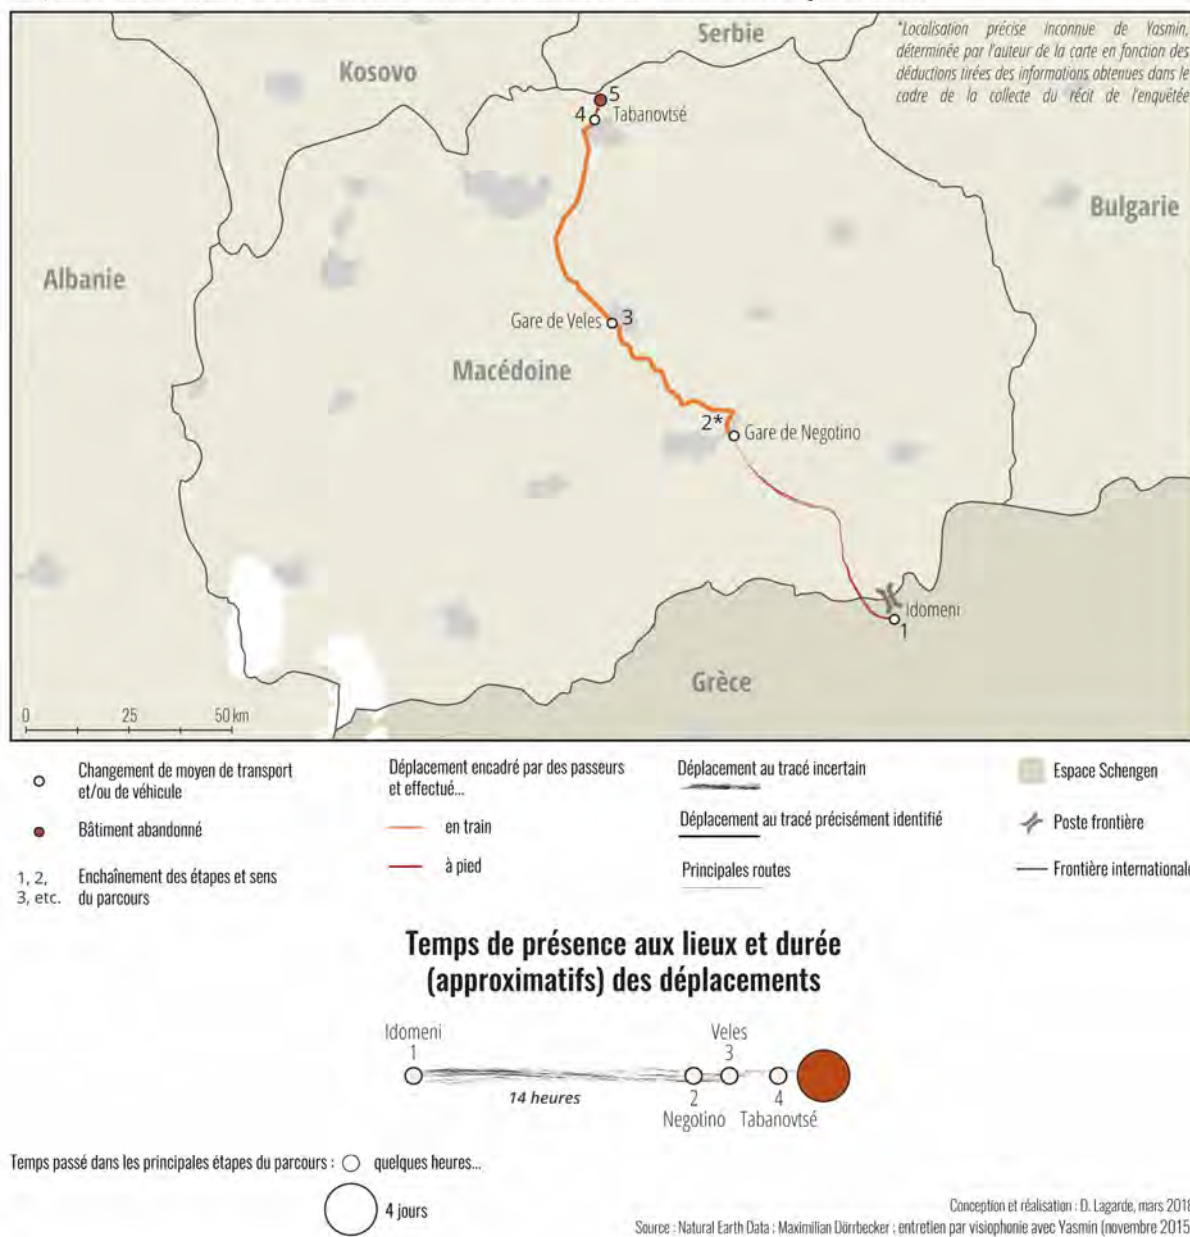 Serbie
*Localisation précise inconnue de Yasmin,
déterminée par l'auteur de la carte en fonction des
déductions tirées des informations obtenues dans le
cadre de la collecte du récit de l'enquêtée
Kosovo
5
4
Tabanovtsé
Bulgarie
Albanie
Gare de Veles
3
Macédoine
2*
Gare de Negotino
Idomeni
1
Grèce
0 25 50 km
Changement de moyen de transport
et/ou de véhicule
Bâtiment abandonné
1, 2,
3, etc.
Enchaînement des étapes et sens
du parcours
Déplacement encadré par des passeurs
et effectué...
en train
à pied
Déplacement au tracé incertain
Déplacement au tracé précisément identifié
Principales routes
Espace Schengen
Poste frontière
Frontière internationale
Temps de présence aux lieux et durée
(approximatifs) des déplacements
Idomeni
1
Veles
3
14 heures
2
Negotino
4
Tabanovtsé
Temps passé dans les principales étapes du parcours : quelques heures...
4 jours
Conception et réalisation : D. Lagarde, mars 2018
Source : Natural Earth Data ; Maximilian Dörrbecker ; entretien par visiophonie avec Yasmin (novembre 2015)